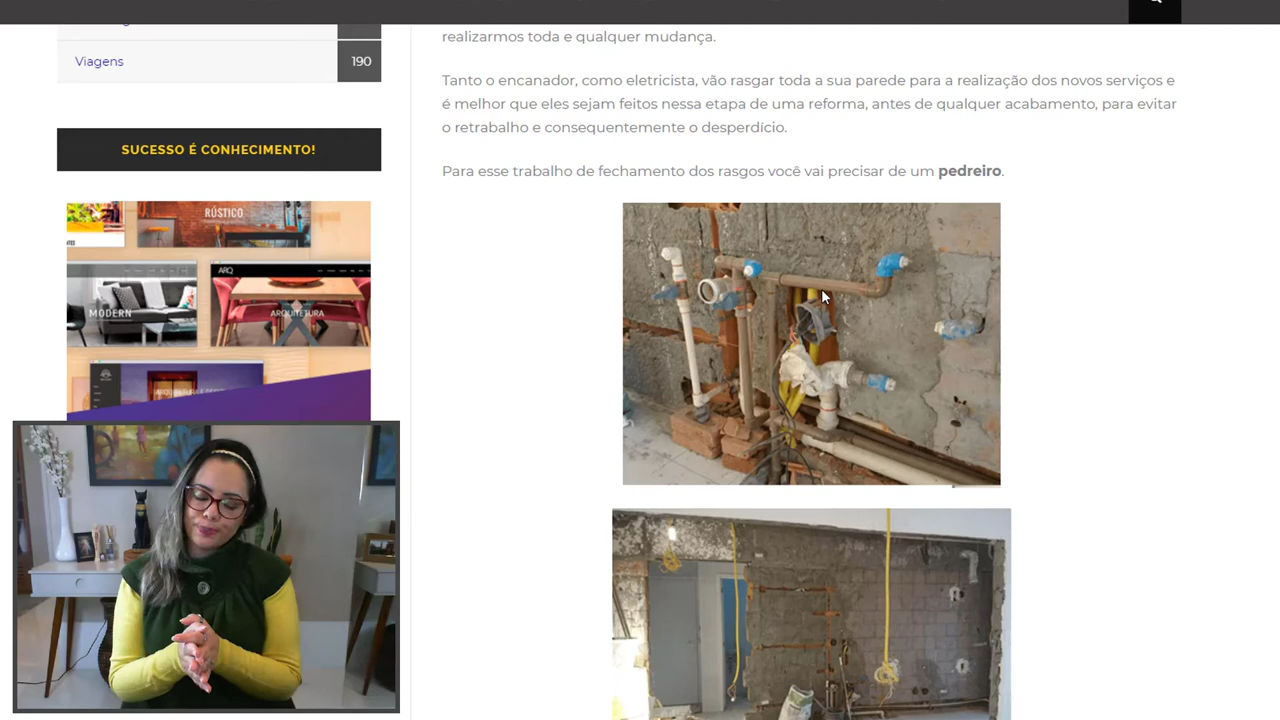 Viagens 190
SUCESSO É CONHECIMENTO!
RÚSTICO
MODERN
ARQ
ARQUITETURA
realizarmos toda e qualquer mudança.
Tanto o encanador, como eletricista, vão rasgar toda a sua parede para a realização dos novos serviços e
é melhor que eles sejam feitos nessa etapa de uma reforma, antes de qualquer acabamento, para evitar
o retrabalho e consequentemente o desperdício.
Para esse trabalho de fechamento dos rasgos você vai precisar de um pedreiro.